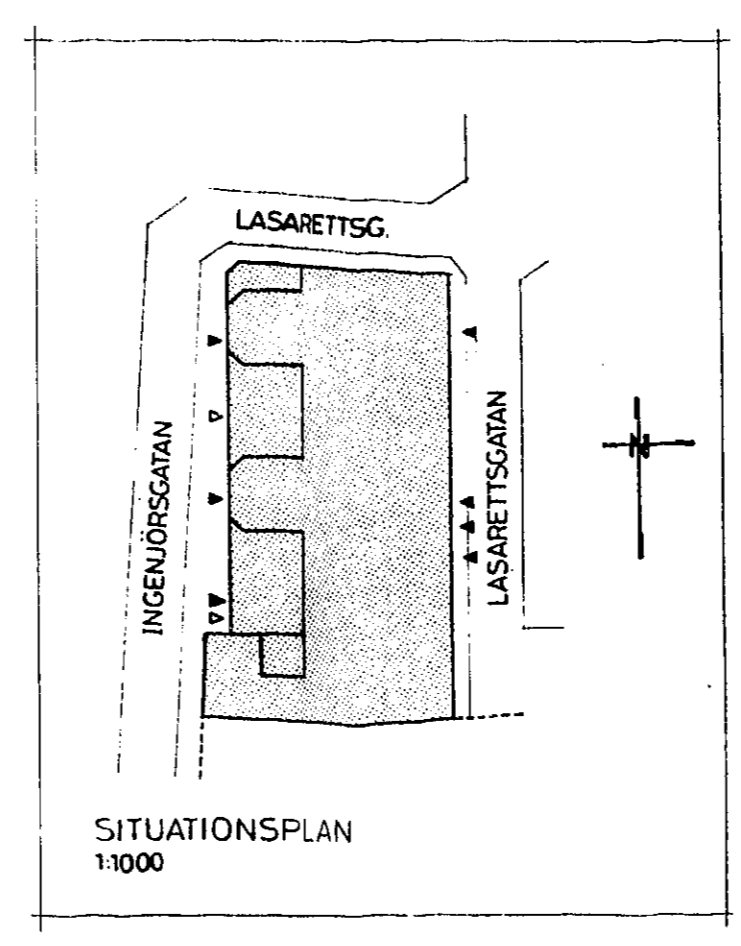 LASARETTSG.
INGENJÖRSGATAN
LASARETTSGATAN
N
SITUATIONSPLAN
1:1000